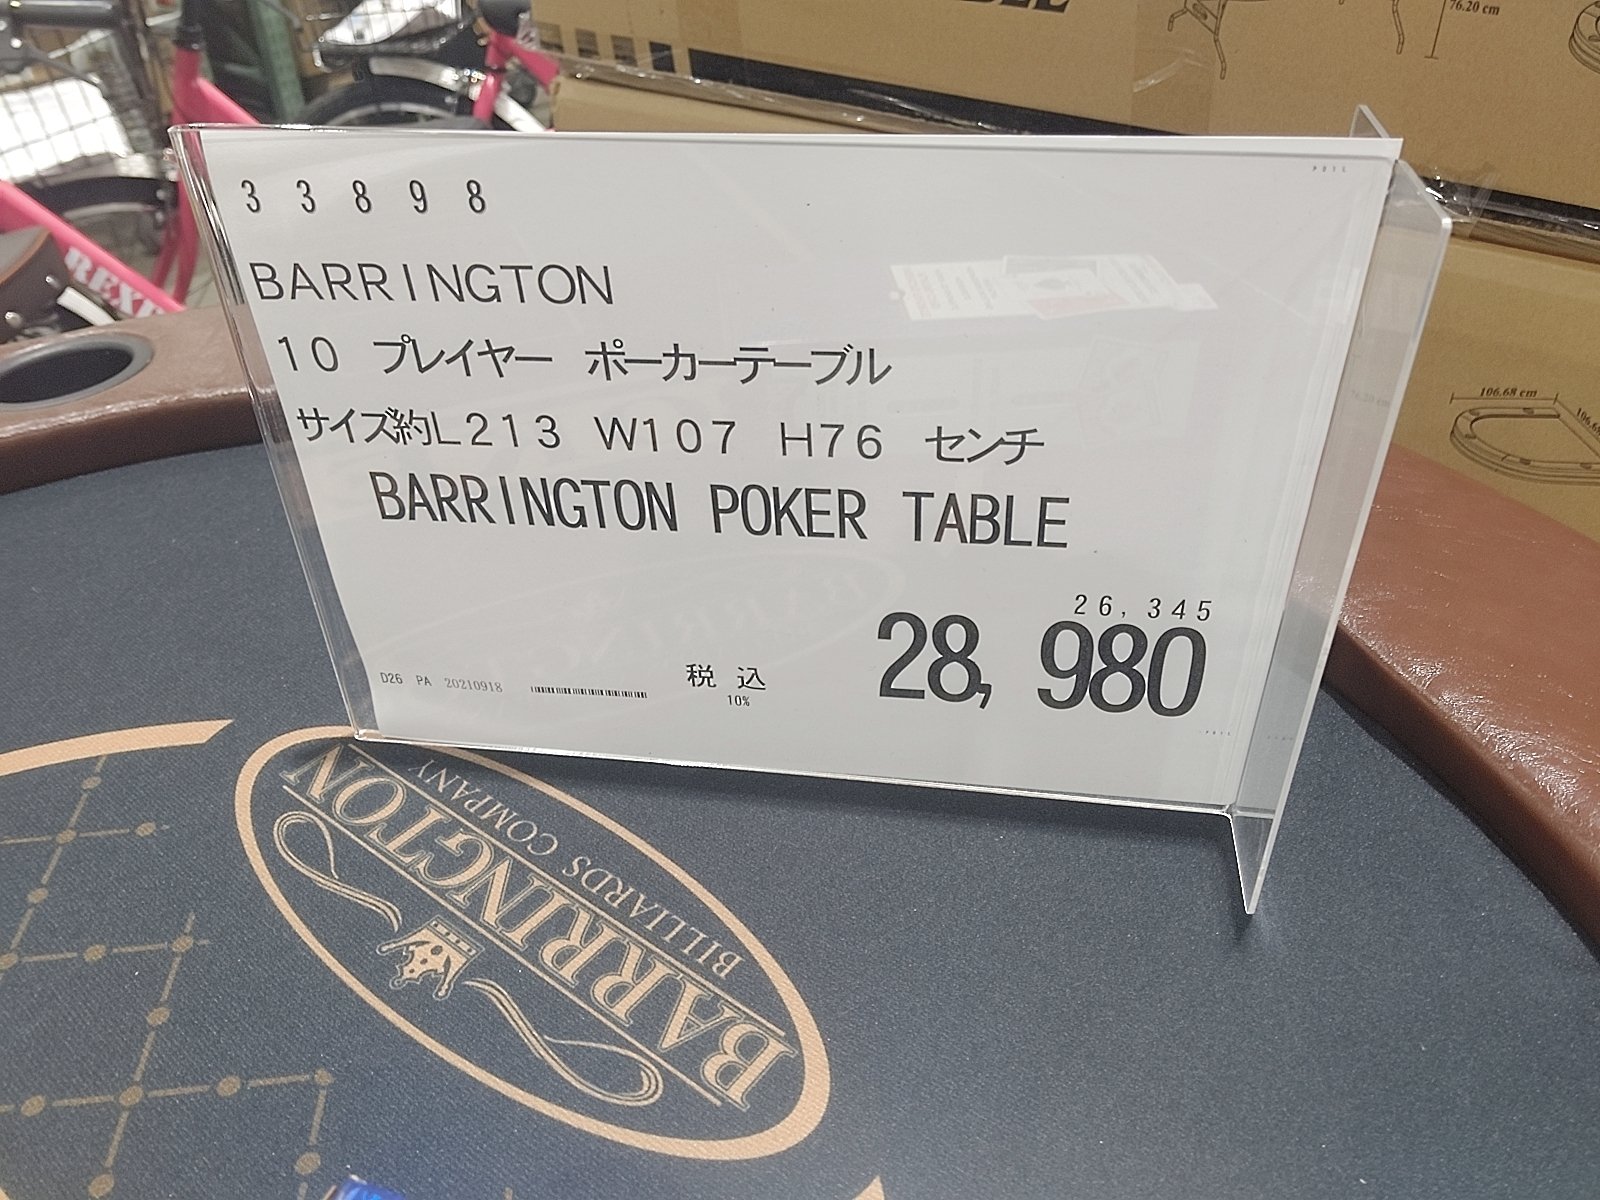 76.20 cm
33898
BARRINGTON
10 プレイヤー ポーカーテーブル
サイズ約L213 W107 H76 センチ
BARRINGTON POKER TABLE
26,345
28,980
税込
10%
D26 PA 20210918
106.68 cm
BARRINGTON
BILLIARDS COMPANY